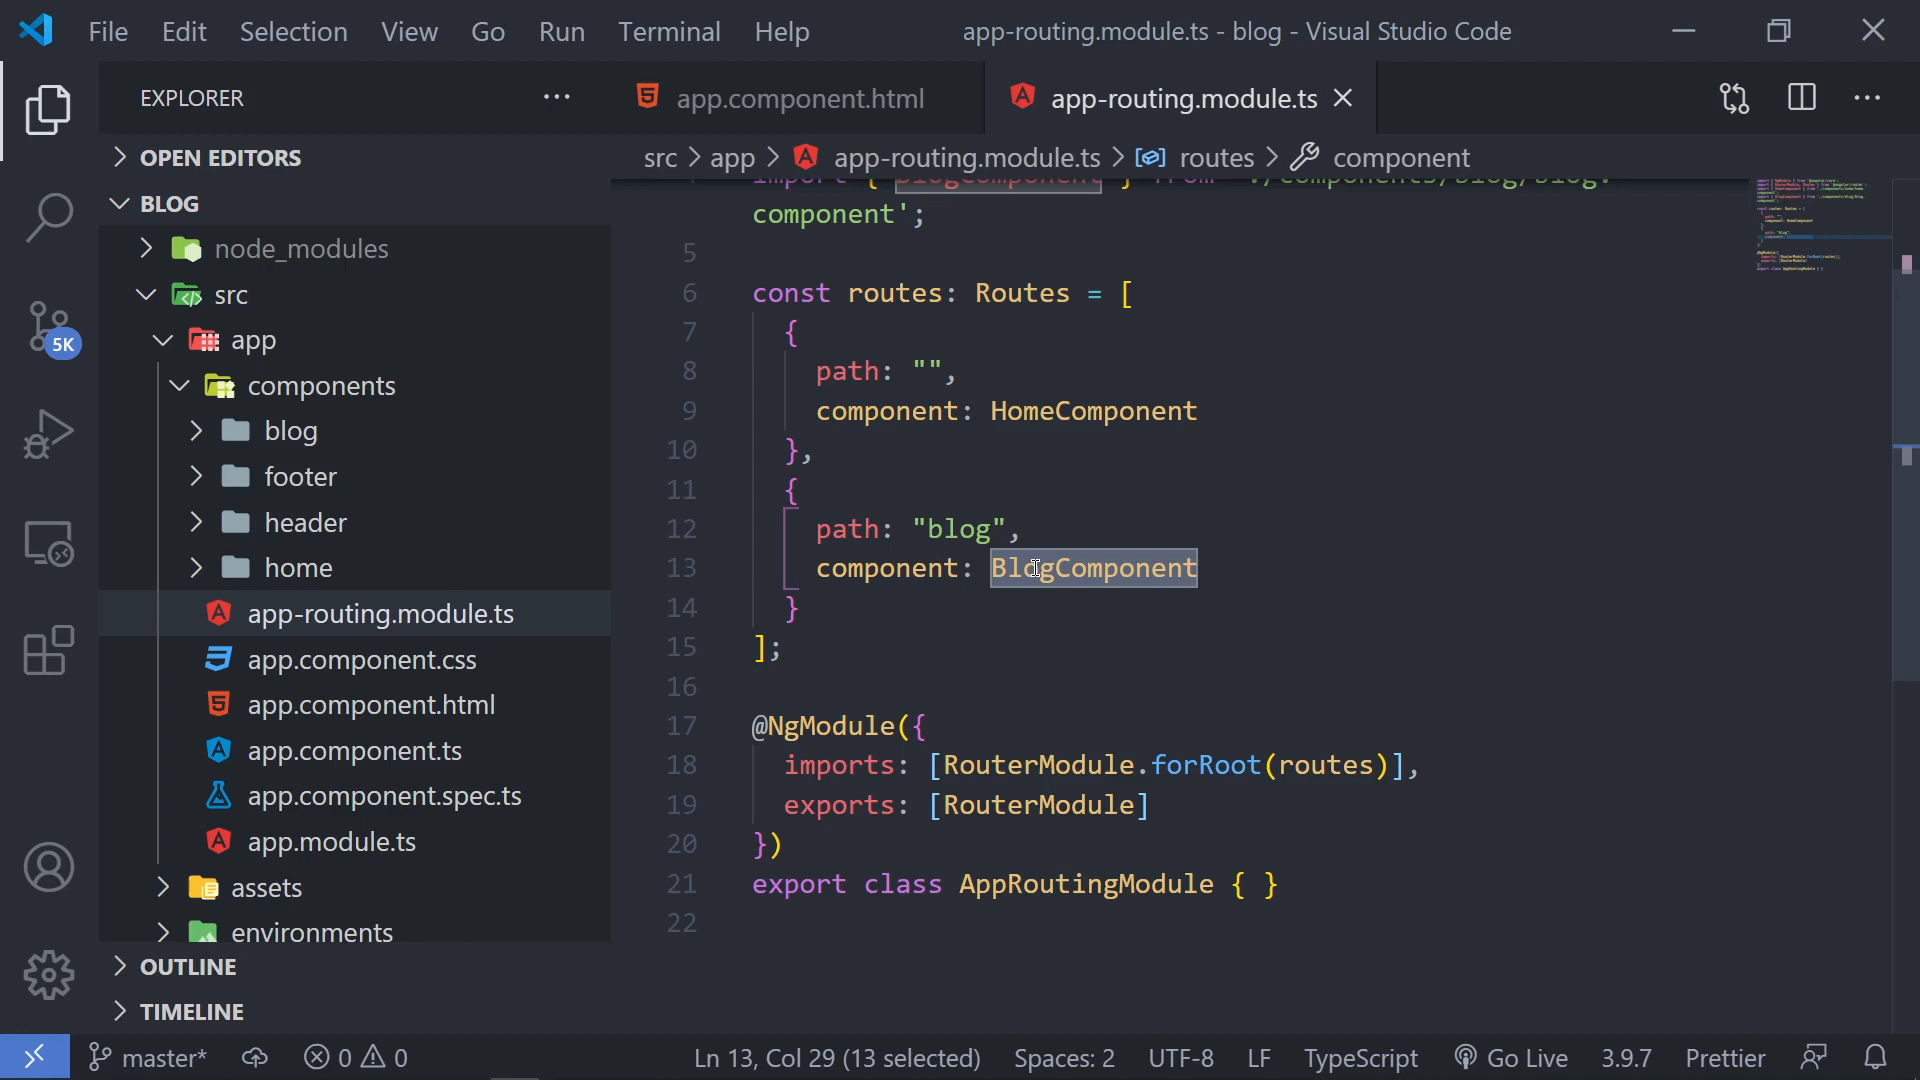 File Edit Selection View Go Run Terminal Help app-routing.module.ts - blog - Visual Studio Code
EXPLORER
app.component.html
app-routing.module.ts
src > app > app-routing.module.ts > routes > component
OPEN EDITORS
BLOG
node_modules
src
app
components
blog
footer
header
home
app-routing.module.ts
app.component.css
app.component.html
app.component.ts
app.component.spec.ts
app.module.ts
assets
environments
OUTLINE
TIMELINE
5K
import { BlogComponent } from './components/blog/blog.
component';
5
6 const routes: Routes = [
7 {
8 path: "",
9 component: HomeComponent
10 },
11 {
12 path: "blog",
13 component: BlogComponent
14 }
15 ];
16
17 @NgModule({
18 imports: [RouterModule.forRoot(routes)],
19 exports: [RouterModule]
20 })
21 export class AppRoutingModule { }
22
master* 0 0 Ln 13, Col 29 (13 selected) Spaces: 2 UTF-8 LF TypeScript Go Live 3.9.7 Prettier